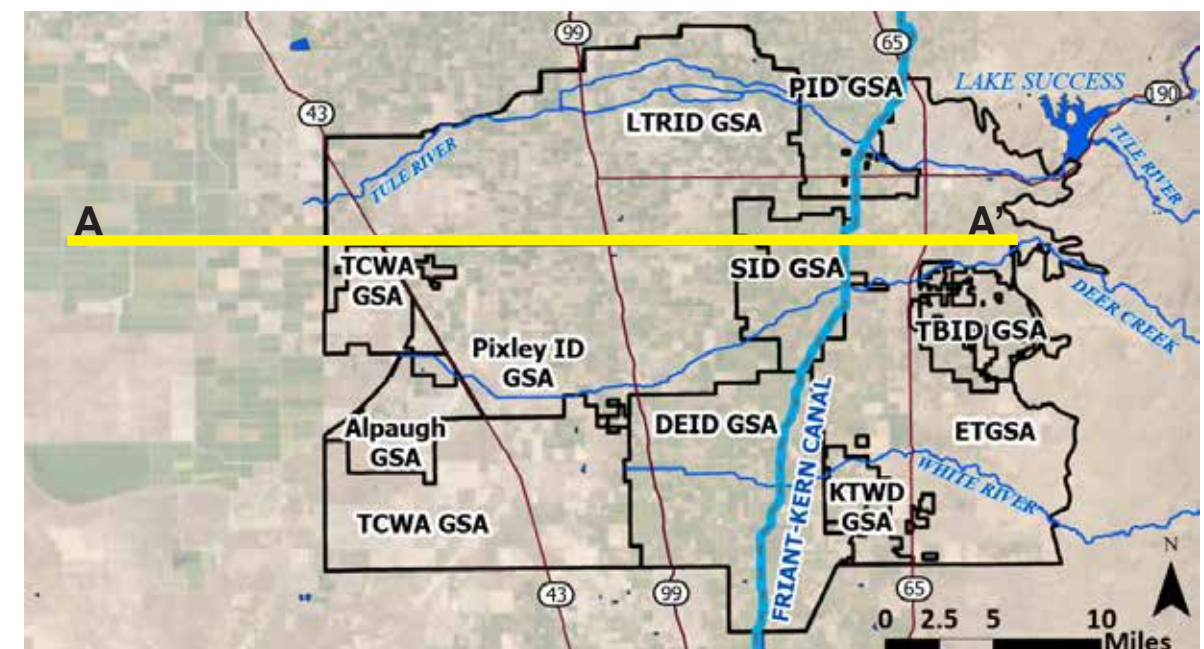 99
65
LAKE SUCCESS
PID GSA
190
43
LTRID GSA
TULE RIVER
TULE RIVER
A
A'
TCWA
GSA
SID GSA
DEER CREEK
TBID GSA
Pixley ID
GSA
Alpaugh
GSA
DEID GSA
FRIANT-KERN CANAL
ETGSA
WHITE RIVER
KTWD
GSA
TCWA GSA
N
43
99
65
0 2.5 5 10
Miles